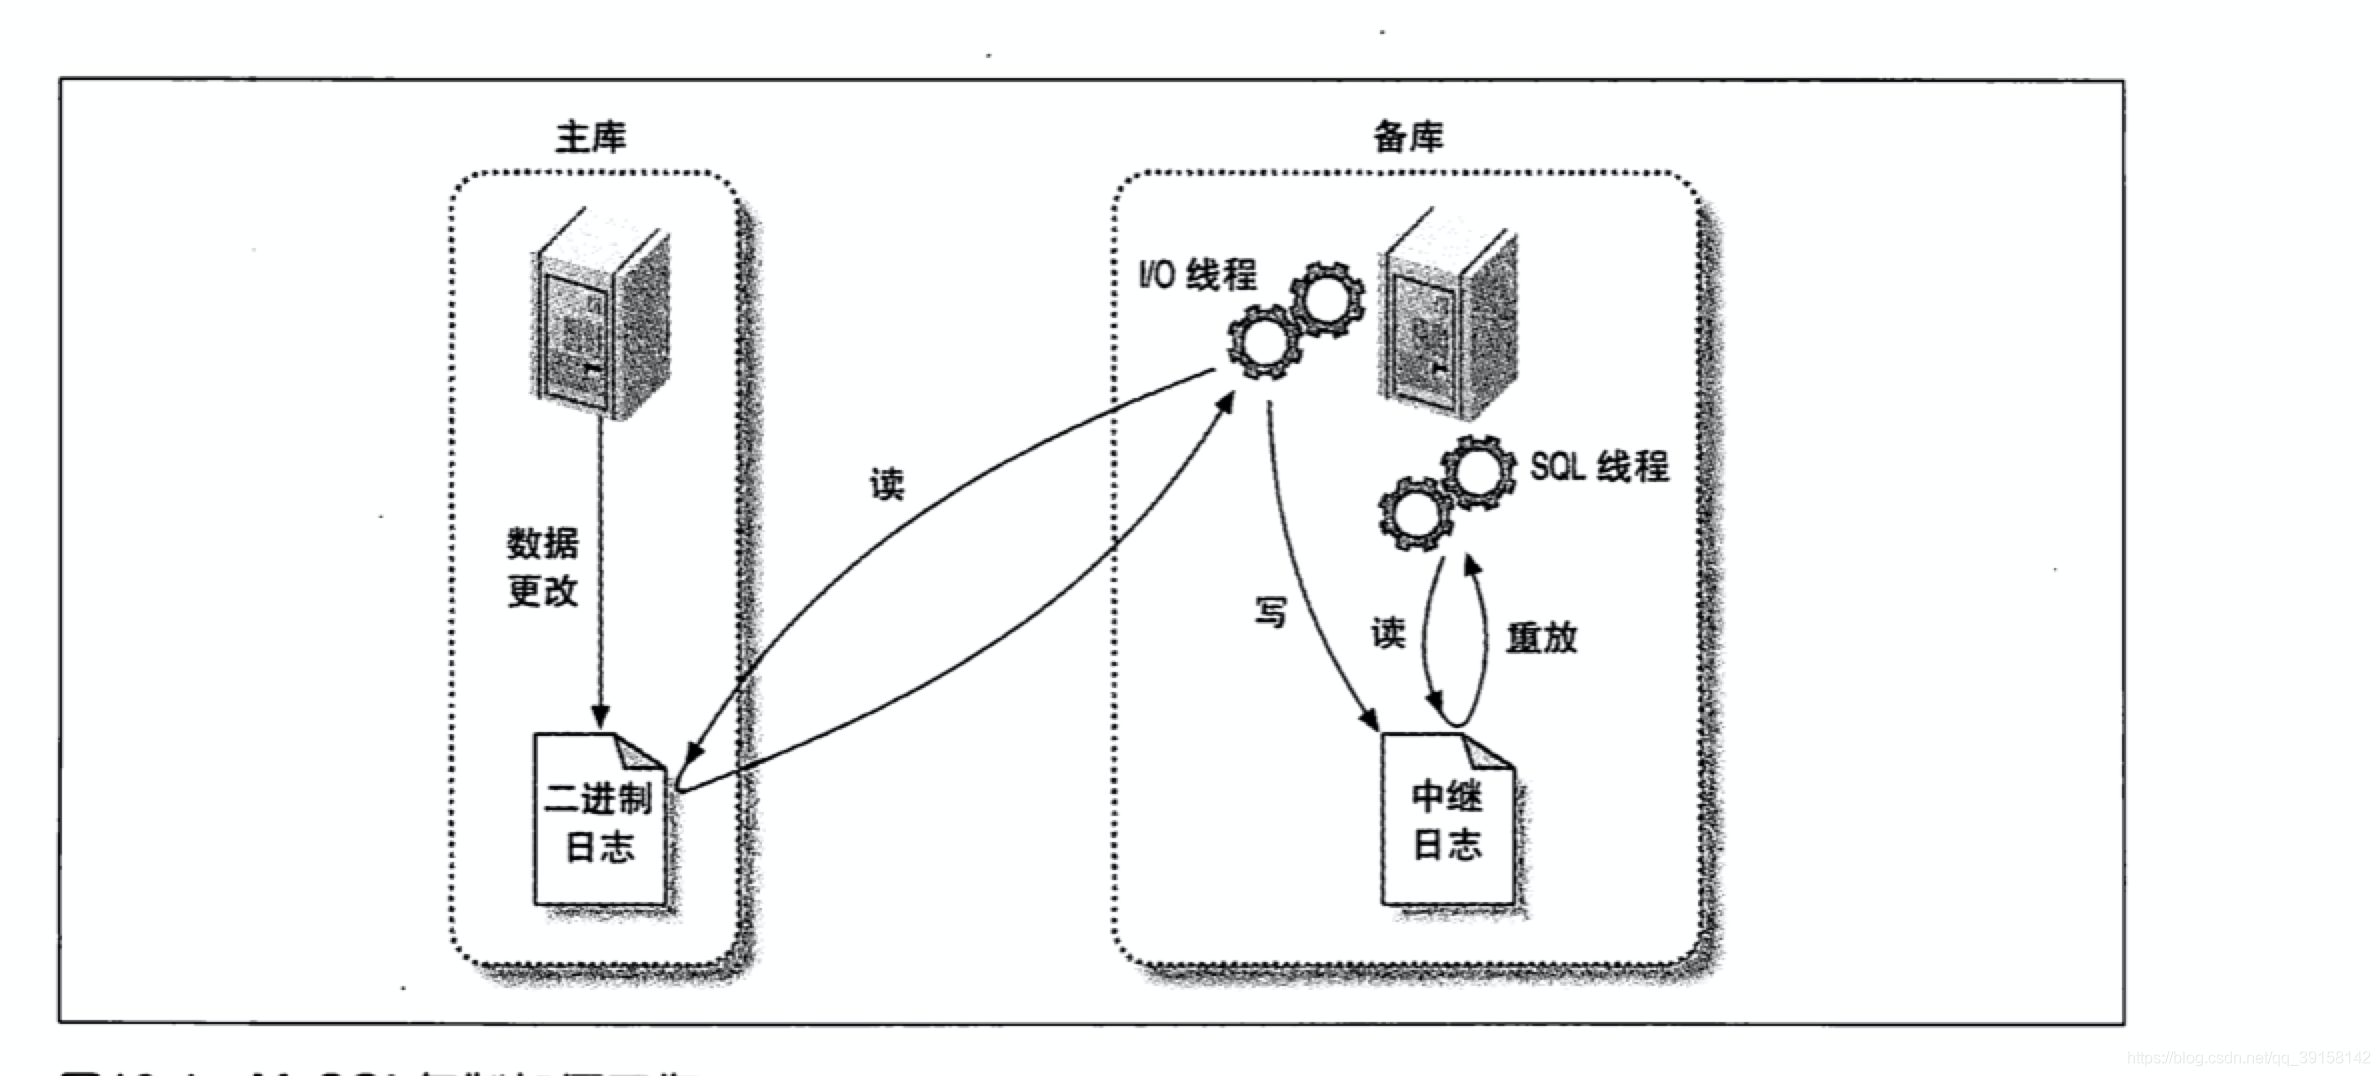 主库
备库
I/O 线程
SQL 线程
读
数据
更改
写
读
重放
二进制
日志
中继
日志
https://blog.csdn.net/qq_39158142